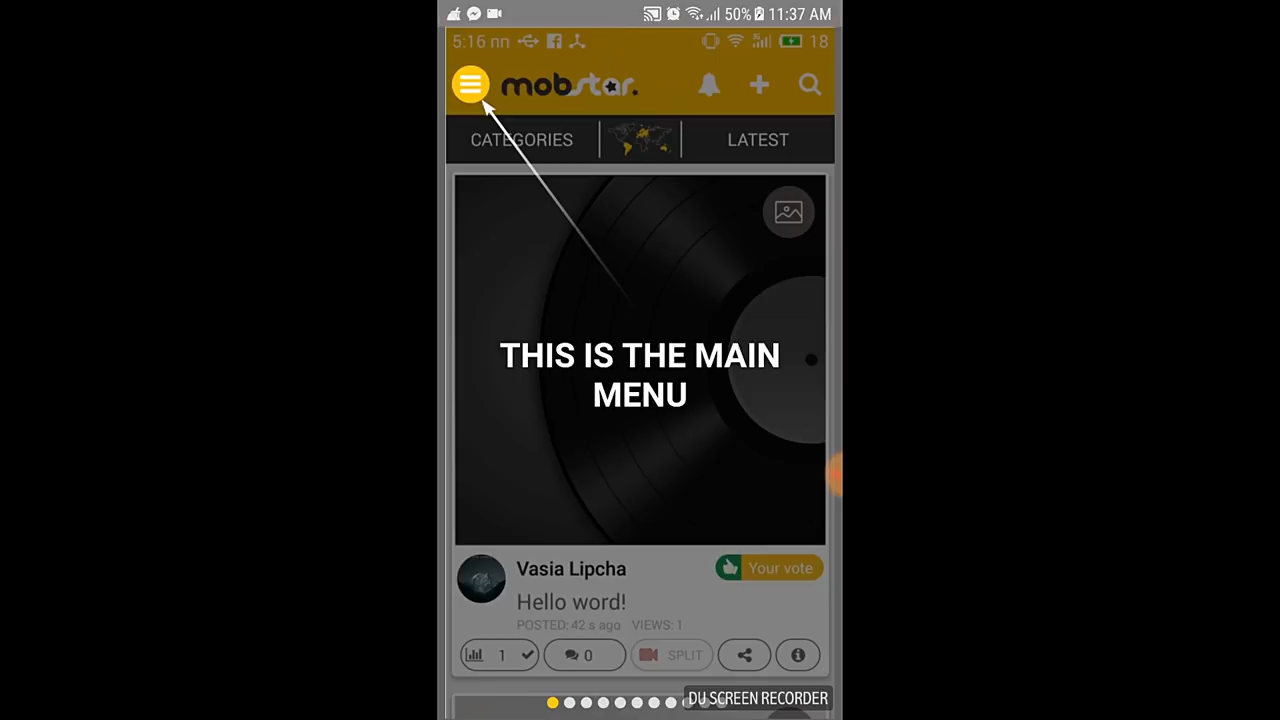 50% 11:37 AM
5:16 пп 18
mobstar.
CATEGORIES LATEST
THIS IS THE MAIN
MENU
Vasia Lipcha Your vote
Hello word!
POSTED: 42 s ago VIEWS: 1
1 0 SPLIT
DU SCREEN RECORDER